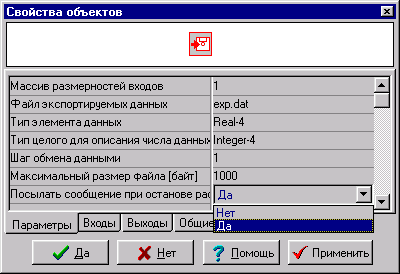 Свойства объектов
Массив размерностей входов 1
Файл экспортируемых данных exp.dat
Тип элемента данных Real-4
Тип целого для описания числа данных Integer-4
Шаг обмена данными 1
Максимальный размер файла [байт] 1000
Посылать сообщение при останове рас Да
Нет
Да
Параметры Входы Выходы Общие
Да Нет Помощь Применить